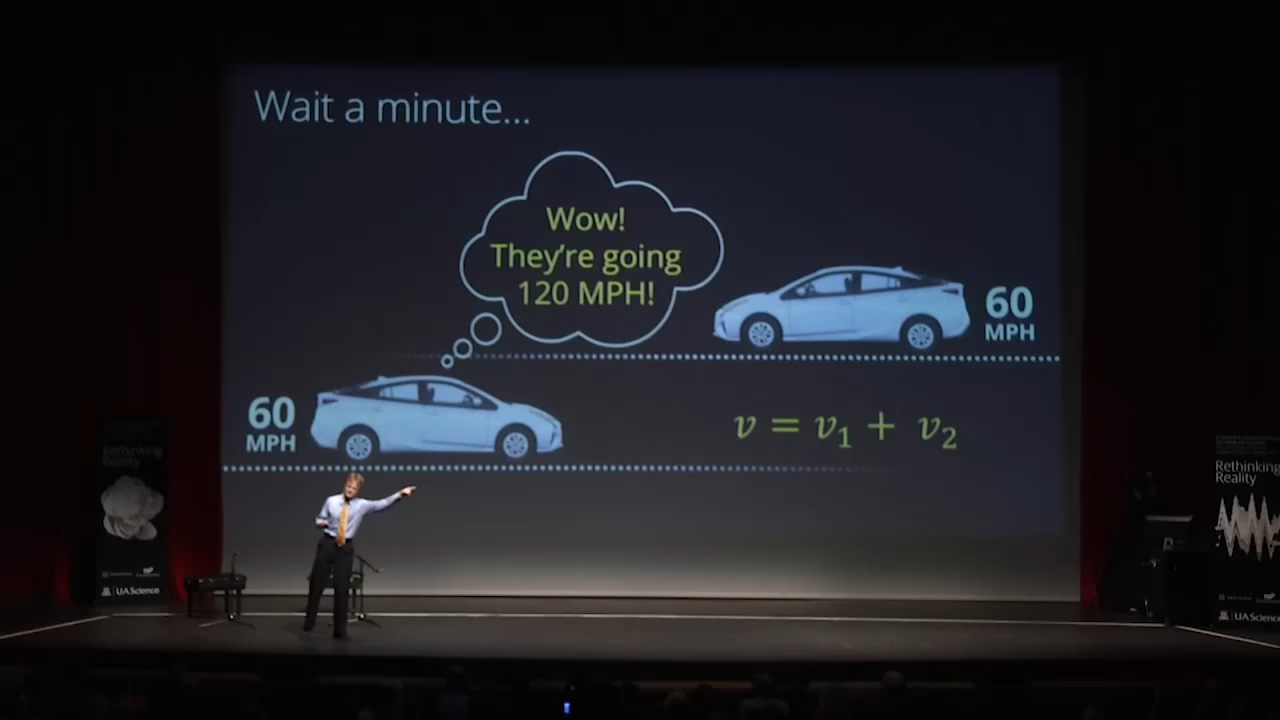 Wait a minute...
Wow!
They're going
120 MPH!
60
MPH
60
MPH
v = v₁ + v₂
Rethinking
Reality
UA Science
Rethinking
Reality
UA Science